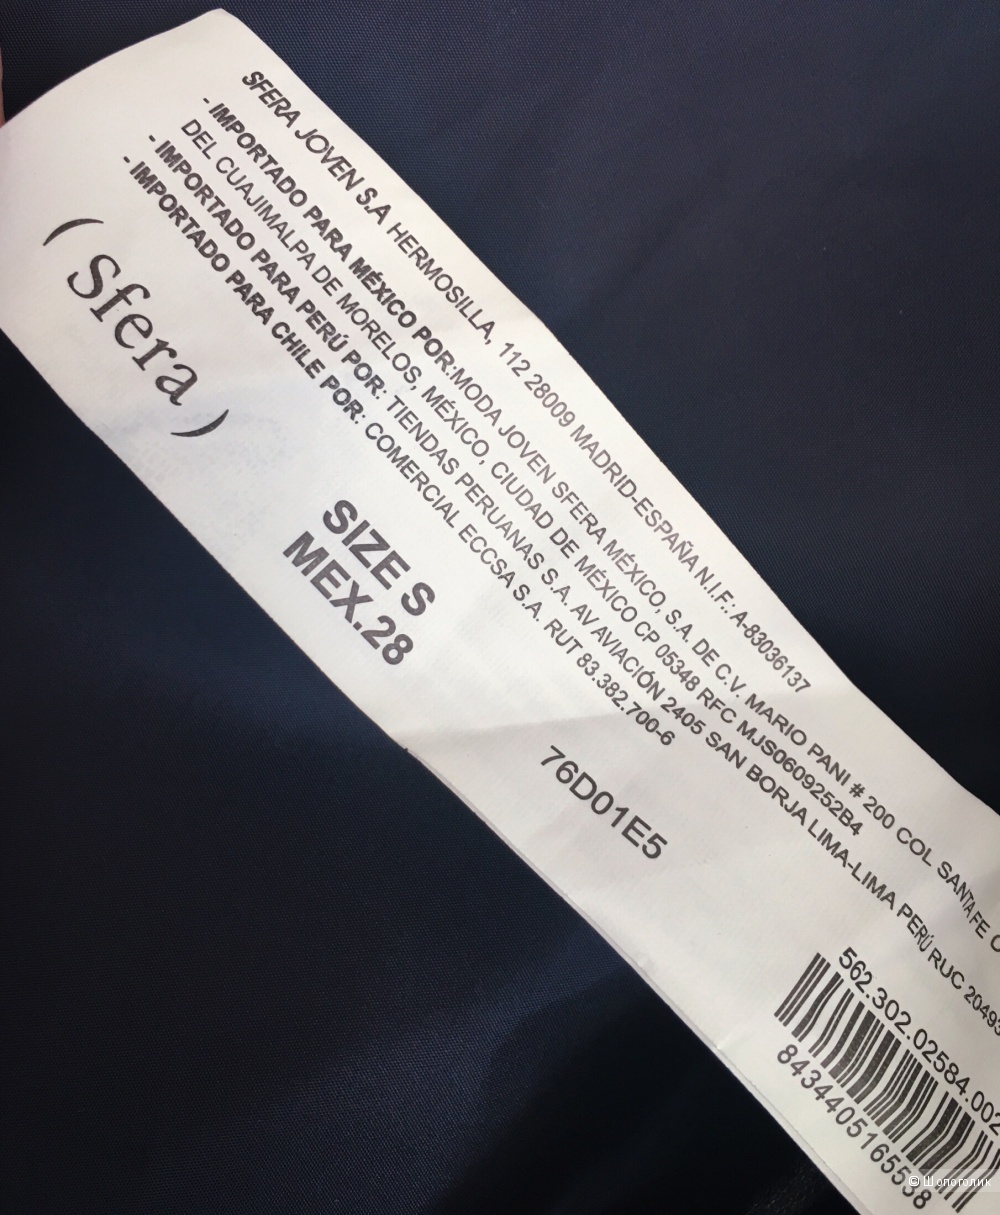 SFERA JOVEN S.A HERMOSILLA, 112 28009 MADRID-ESPAÑA N.I.F.: A-83036137
- IMPORTADO PARA MÉXICO POR:MODA JOVEN SFERA MÉXICO, S.A. DE C.V. MARIO PANI # 200 COL SANTA FE
DEL CUAJIMALPA DE MORELOS, MÉXICO, CIUDAD DE MÉXICO CP 05348 RFC MJS0609252B4
- IMPORTADO PARA PERÚ POR: TIENDAS PERUANAS S.A. AV AVIACIÓN 2405 SAN BORJA LIMA-LIMA PERÚ RUC 20493
- IMPORTADO PARA CHILE POR: COMERCIAL ECCSA S.A. RUT 83.382.700-6
( Sfera )
SIZE S
MEX.28
76D01E5
562.302.02584.002
8434405165538
© Шопоголик